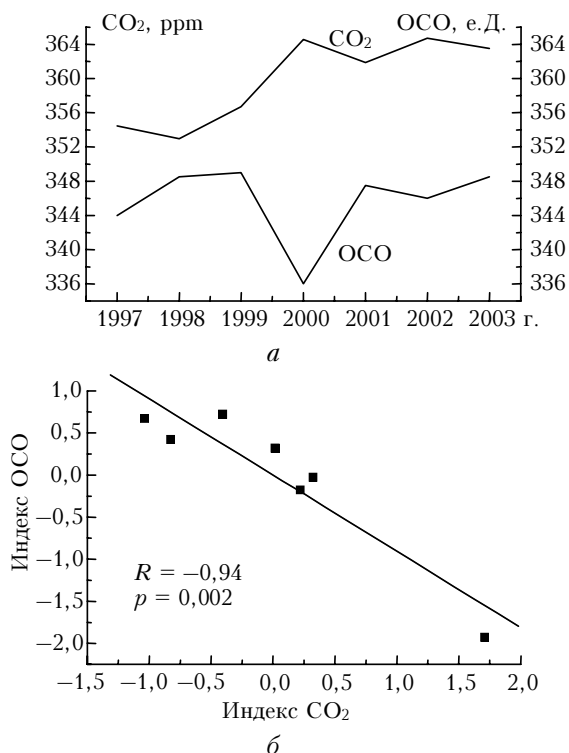 CO₂, ppm ОСО, е.Д.
364 CO₂ 364
360 360
356 356
352 352
348 348
344 344
340 ОСО 340
336 336
1997 1998 1999 2000 2001 2002 2003 г.
а
Индекс ОСО
1,0
0,5
0,0
−0,5
−1,0
R = −0,94
p = 0,002
−1,5
−2,0
−1,5 −1,0 −0,5 0,0 0,5 1,0 1,5 2,0
Индекс CO₂
б